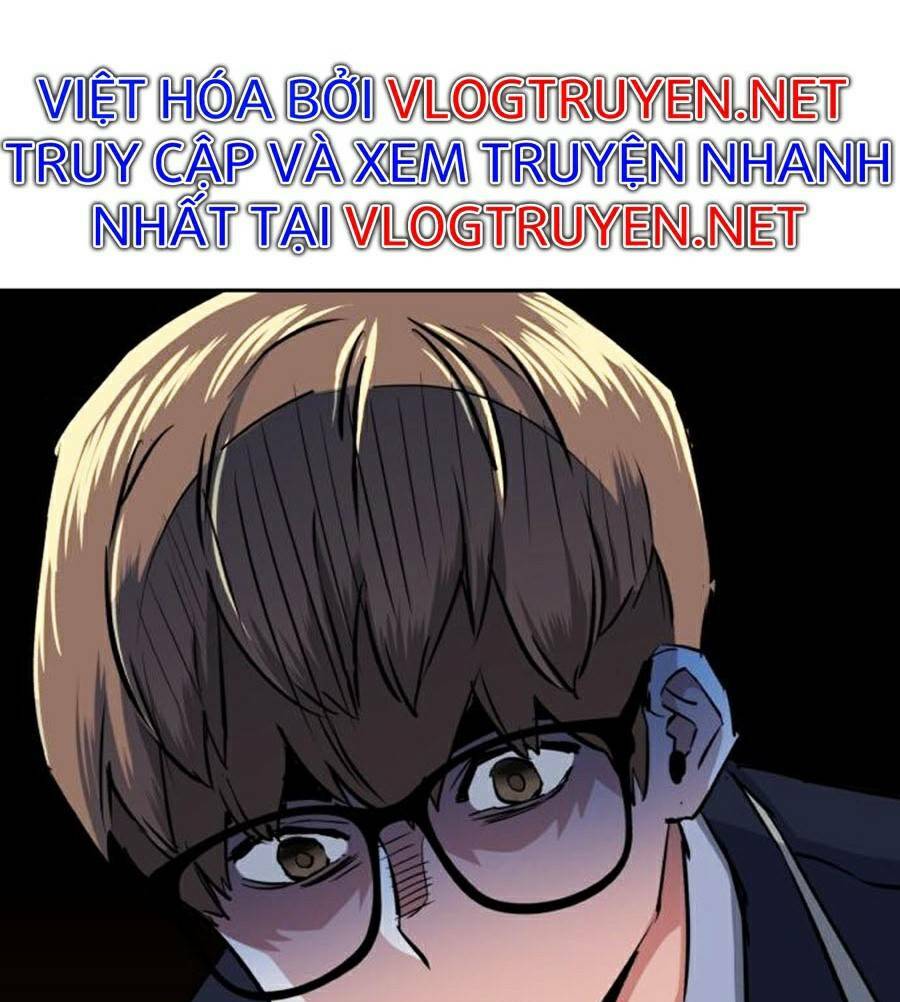 VIỆT HÓA BỞI VLOGTRUYEN.NET
TRUY CẬP VÀ XEM TRUYỆN NHANH
NHẤT TẠI VLOGTRUYEN.NET